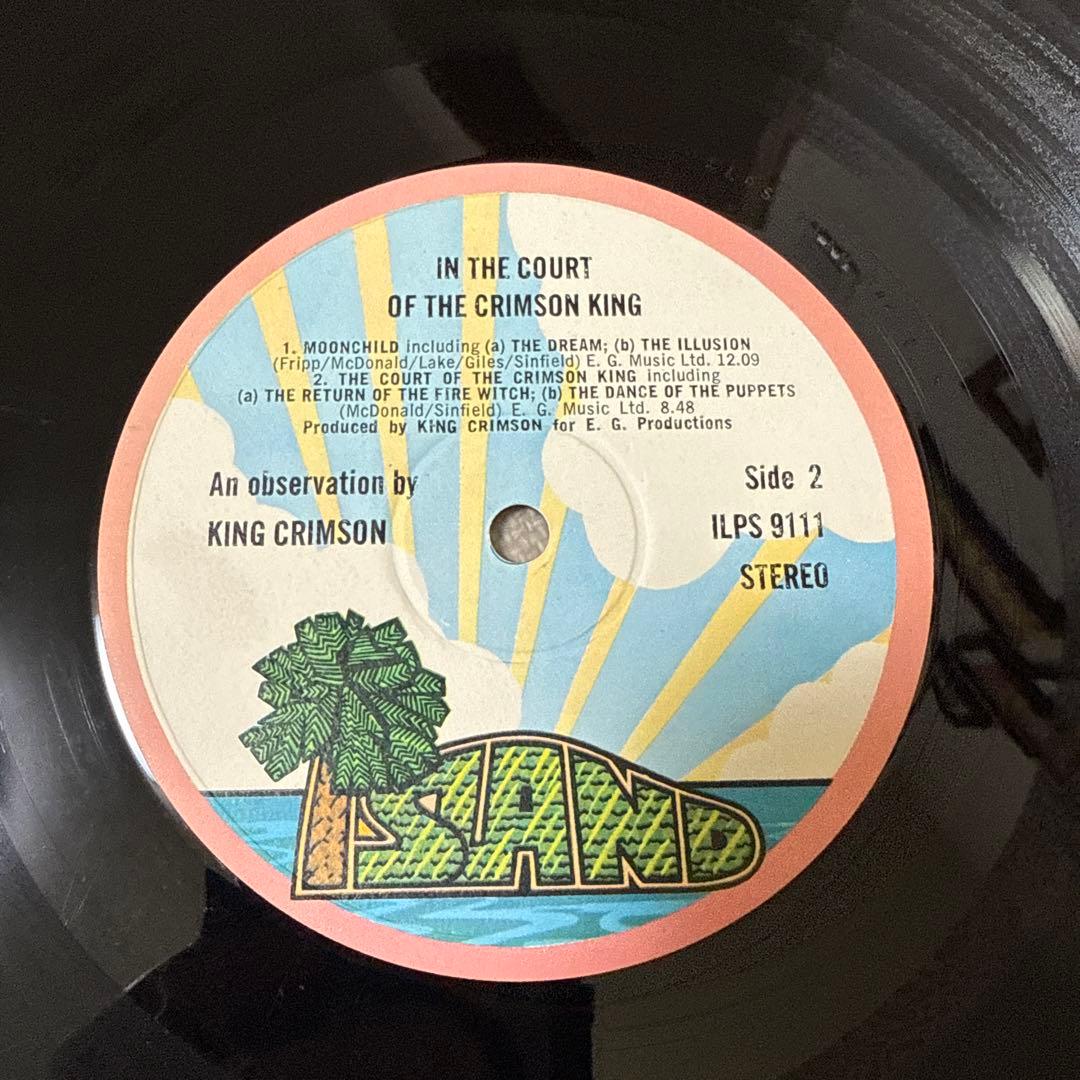 IN THE COURT
OF THE CRIMSON KING
1. MOONCHILD including (a) THE DREAM; (b) THE ILLUSION
(Fripp/McDonald/Lake/Giles/Sinfield) E. G. Music Ltd. 12.09
2. THE COURT OF THE CRIMSON KING including
(a) THE RETURN OF THE FIRE WITCH; (b) THE DANCE OF THE PUPPETS
(McDonald/Sinfield) E. G. Music Ltd. 8.48
Produced by KING CRIMSON for E. G. Productions
An observation by
KING CRIMSON
Side 2
ILPS 9111
STEREO
ISLAND